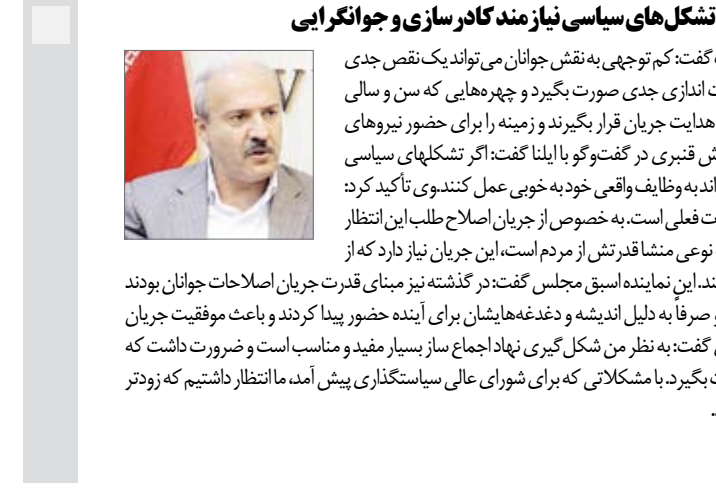 تشکل‌های سیاسی نیازمند کادرسازی و جوانگرایی
گفت: کم توجهی به نقش جوانان می‌تواند یک نقص جدی
اندازی جدی صورت بگیرد و چهره‌هایی که سن و سالی
هدایت جریان قرار بگیرند و زمینه را برای حضور نیروهای
قنبری در گفت‌وگو با ایلنا گفت: اگر تشکلهای سیاسی
به وظایف واقعی خود به خوبی عمل کنند. وی تأکید کرد:
فعلی است. به خصوص از جریان اصلاح طلب این انتظار
نوعی منشا قدرتش از مردم است، این جریان نیاز دارد که از
این نماینده اسبق مجلس گفت: در گذشته نیز مبنای قدرت جریان اصلاحات جوانان بودند
صرفاً به دلیل اندیشه و دغدغه‌هایشان برای آینده حضور پیدا کردند و باعث موفقیت جریان
گفت: به نظر من شکل گیری نهاد اجماع ساز بسیار مفید و مناسب است و ضرورت داشت که
بگیرد. با مشکلاتی که برای شورای عالی سیاستگذاری پیش آمد، ما انتظار داشتیم که زودتر